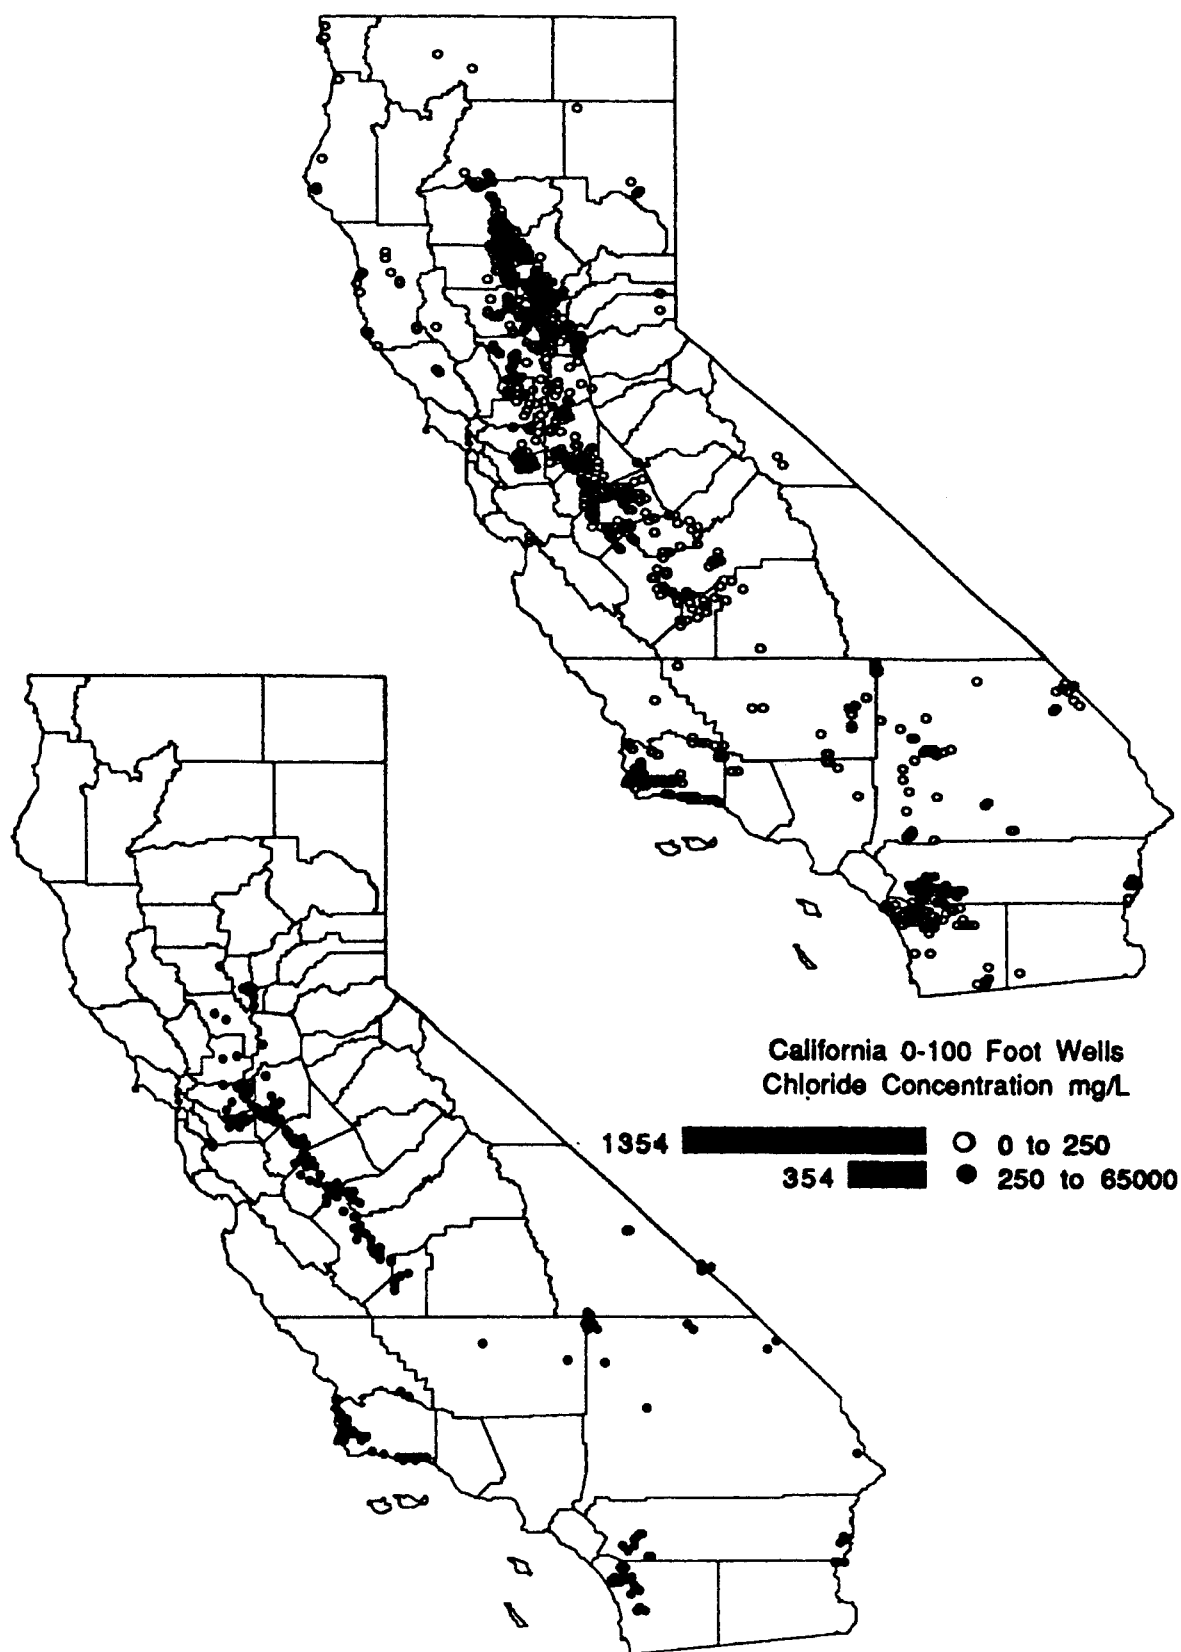 California 0-100 Foot Wells
Chloride Concentration mg/L
1354 0 to 250
354 250 to 65000